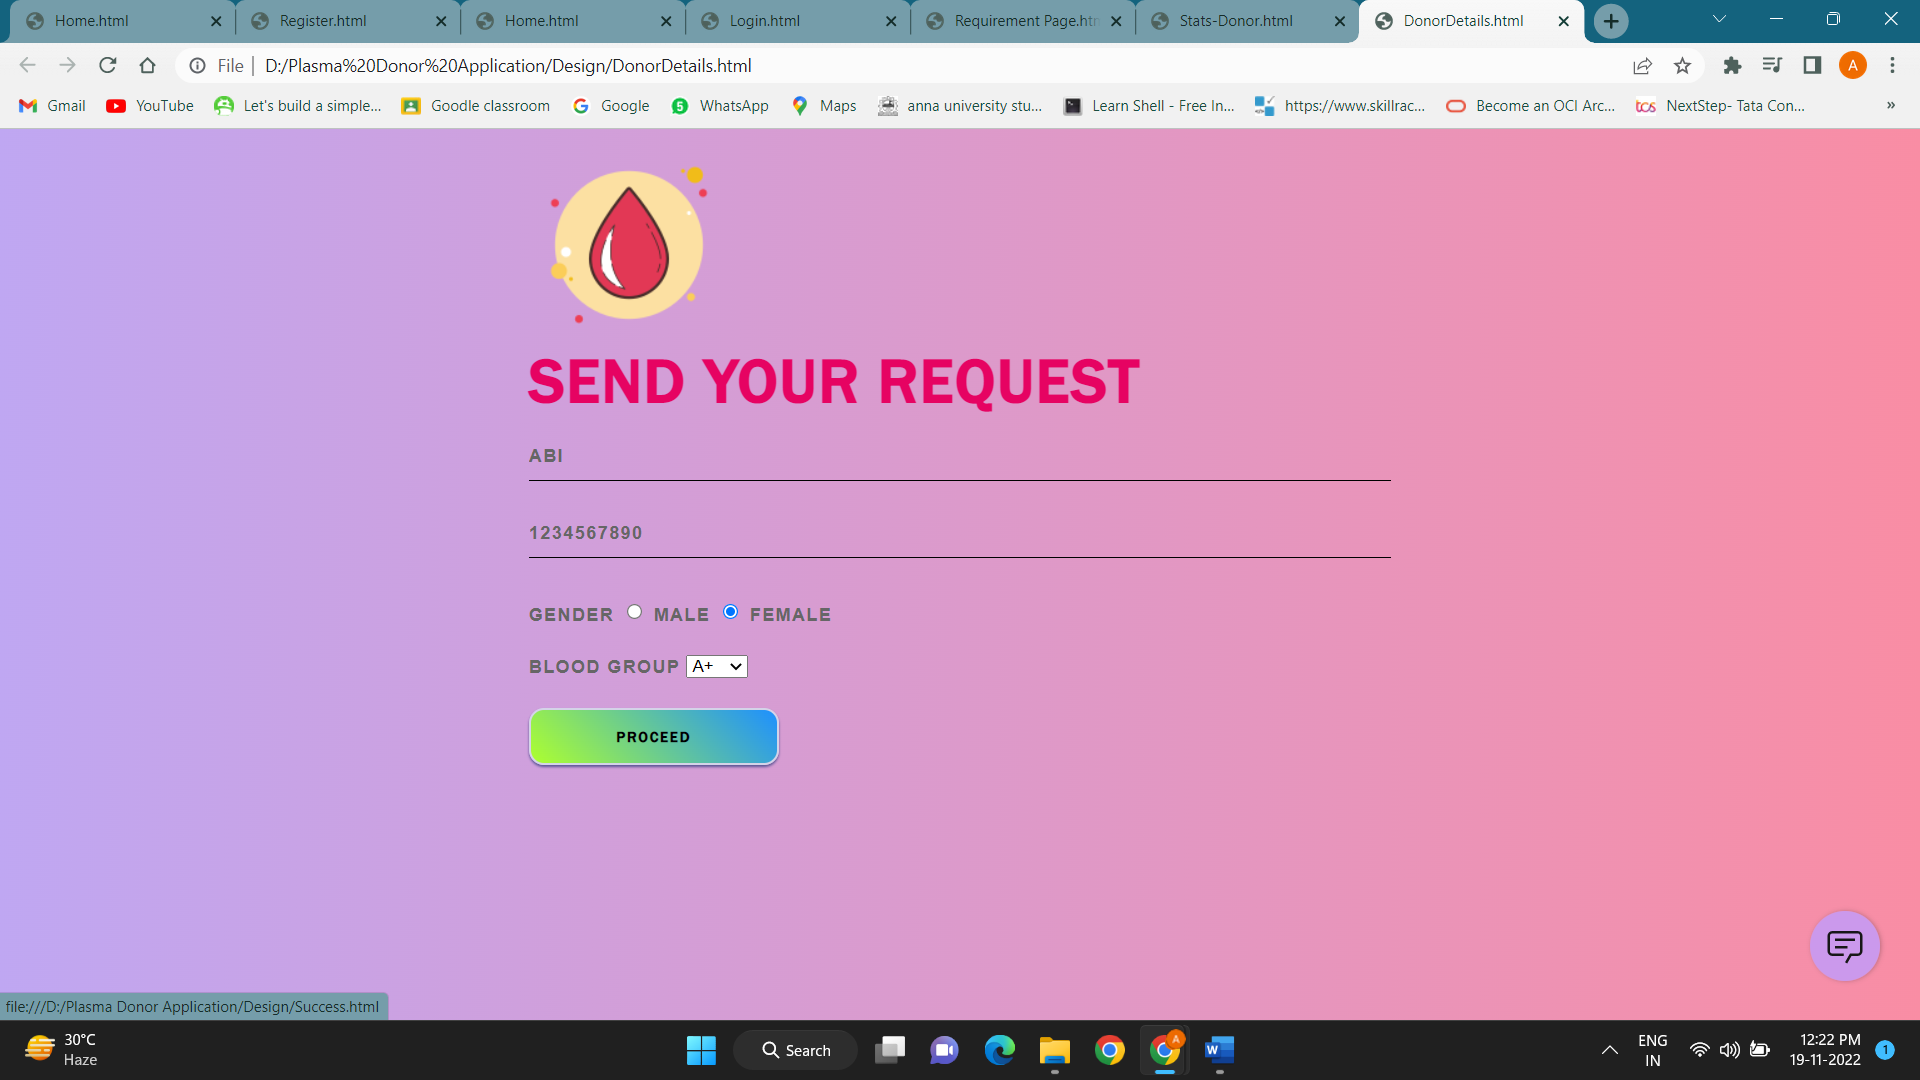 Home.html
Register.html
Home.html
Login.html
Requirement Page.htm
Stats-Donor.html
DonorDetails.html
File
D:/Plasma%20Donor%20Application/Design/DonorDetails.html
A
Gmail
YouTube
Let's build a simple...
Goodle classroom
Google
WhatsApp
Maps
anna university stu...
Learn Shell - Free In...
https://www.skillrac...
Become an OCI Arc...
NextStep- Tata Con...
»
SEND YOUR REQUEST
ABI
1234567890
GENDER MALE FEMALE
BLOOD GROUP A+
PROCEED
file:///D:/Plasma Donor Application/Design/Success.html
30°C
Haze
Search
ENG
IN
12:22 PM
19-11-2022
1